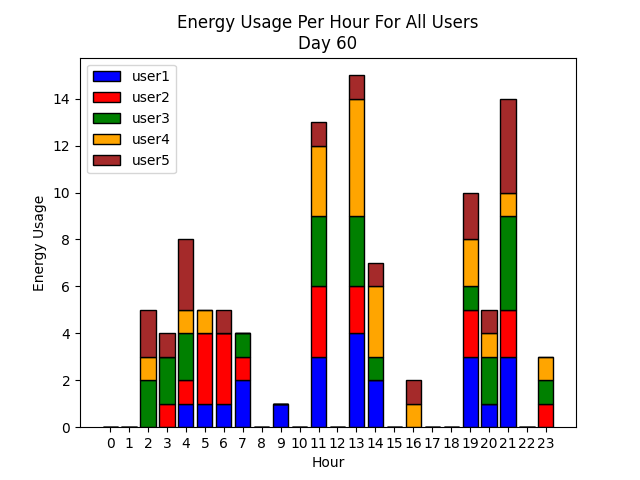 Energy Usage Per Hour For All Users
Day 60
user1
user2
user3
user4
user5
Energy Usage
14
12
10
8
6
4
2
0
0 1 2 3 4 5 6 7 8 9 10 11 12 13 14 15 16 17 18 19 20 21 22 23
Hour